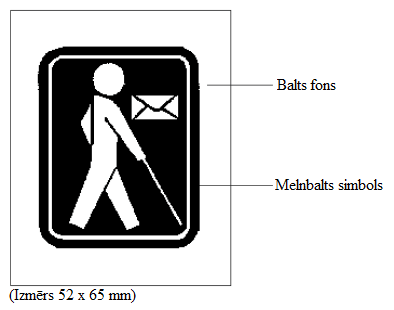 Balts fons
Melnbalts simbols
(Izmērs 52 x 65 mm)